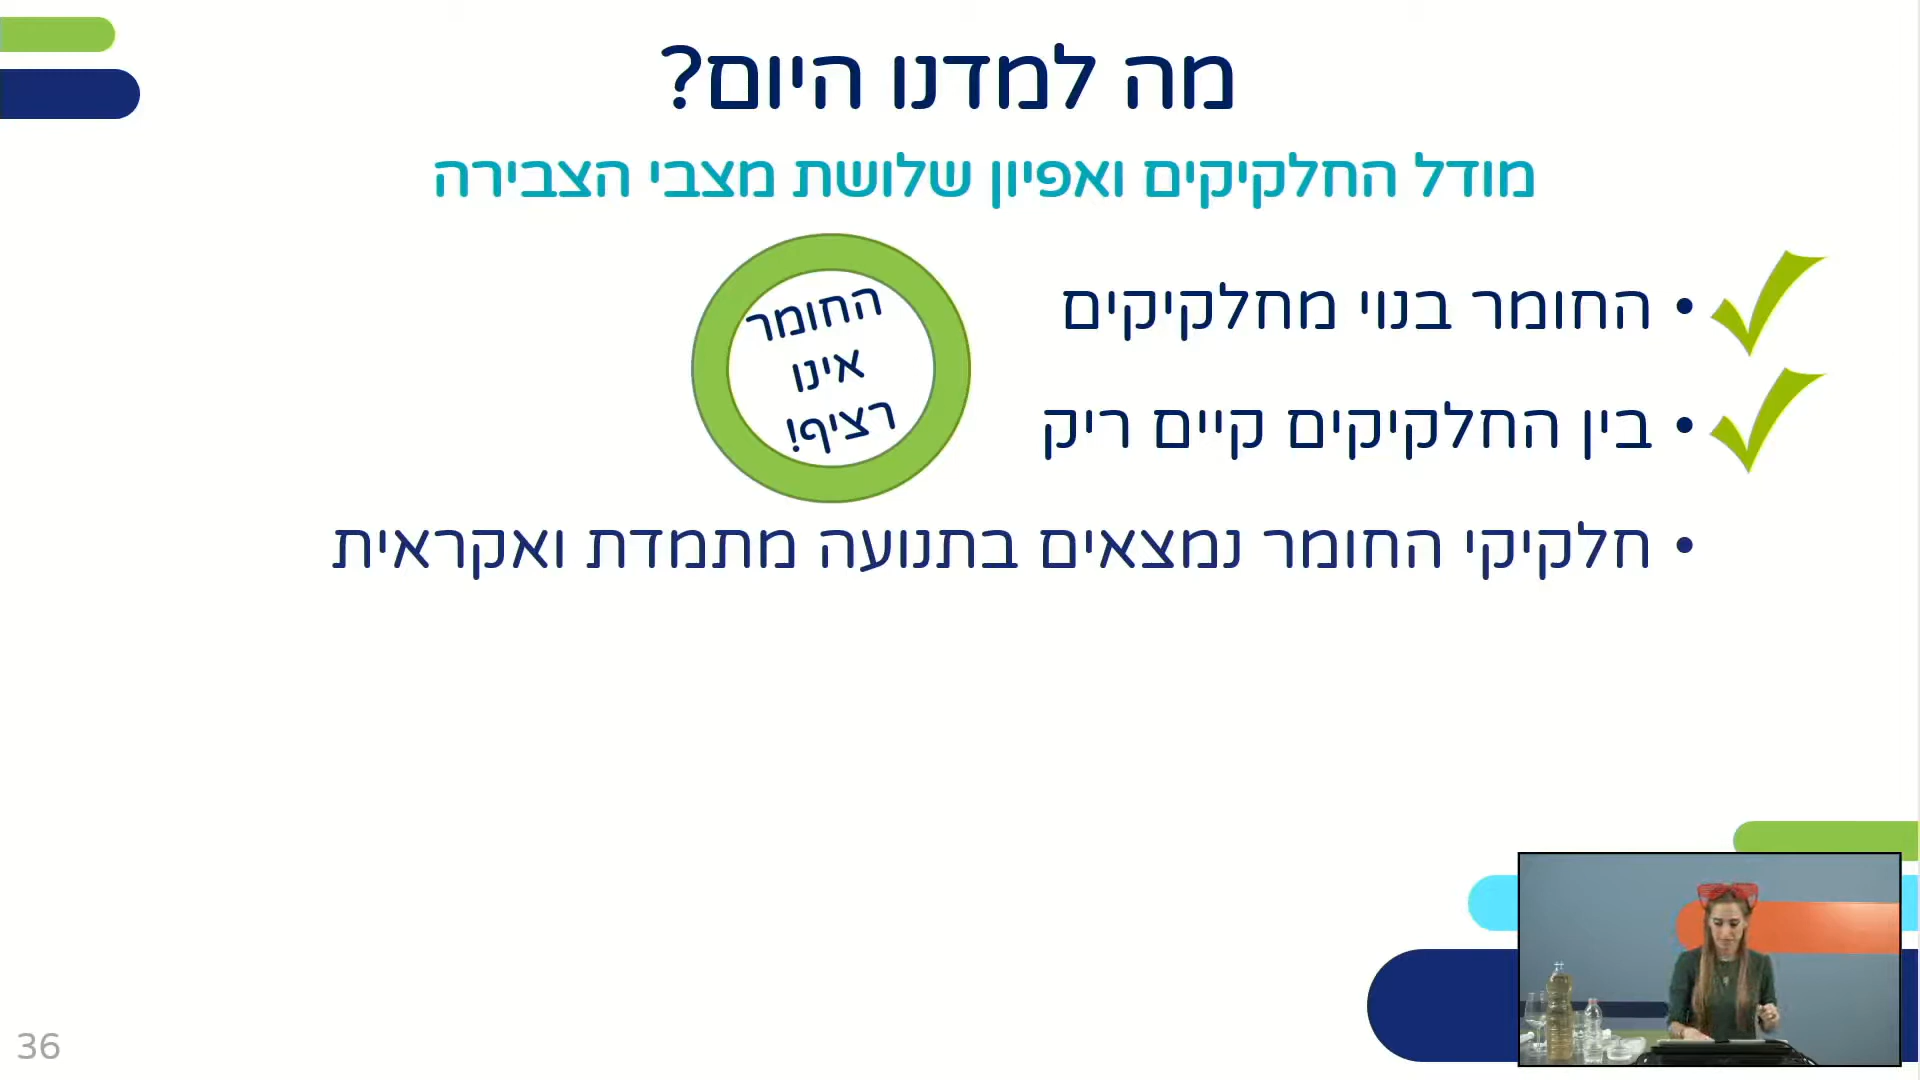 מה למדנו היום?
מודל החלקיקים ואפיון שלושת מצבי הצבירה
• החומר בנוי מחלקיקים
• בין החלקיקים קיים ריק
החומר
אינו
רציף!
• חלקיקי החומר נמצאים בתנועה מתמדת ואקראית
36